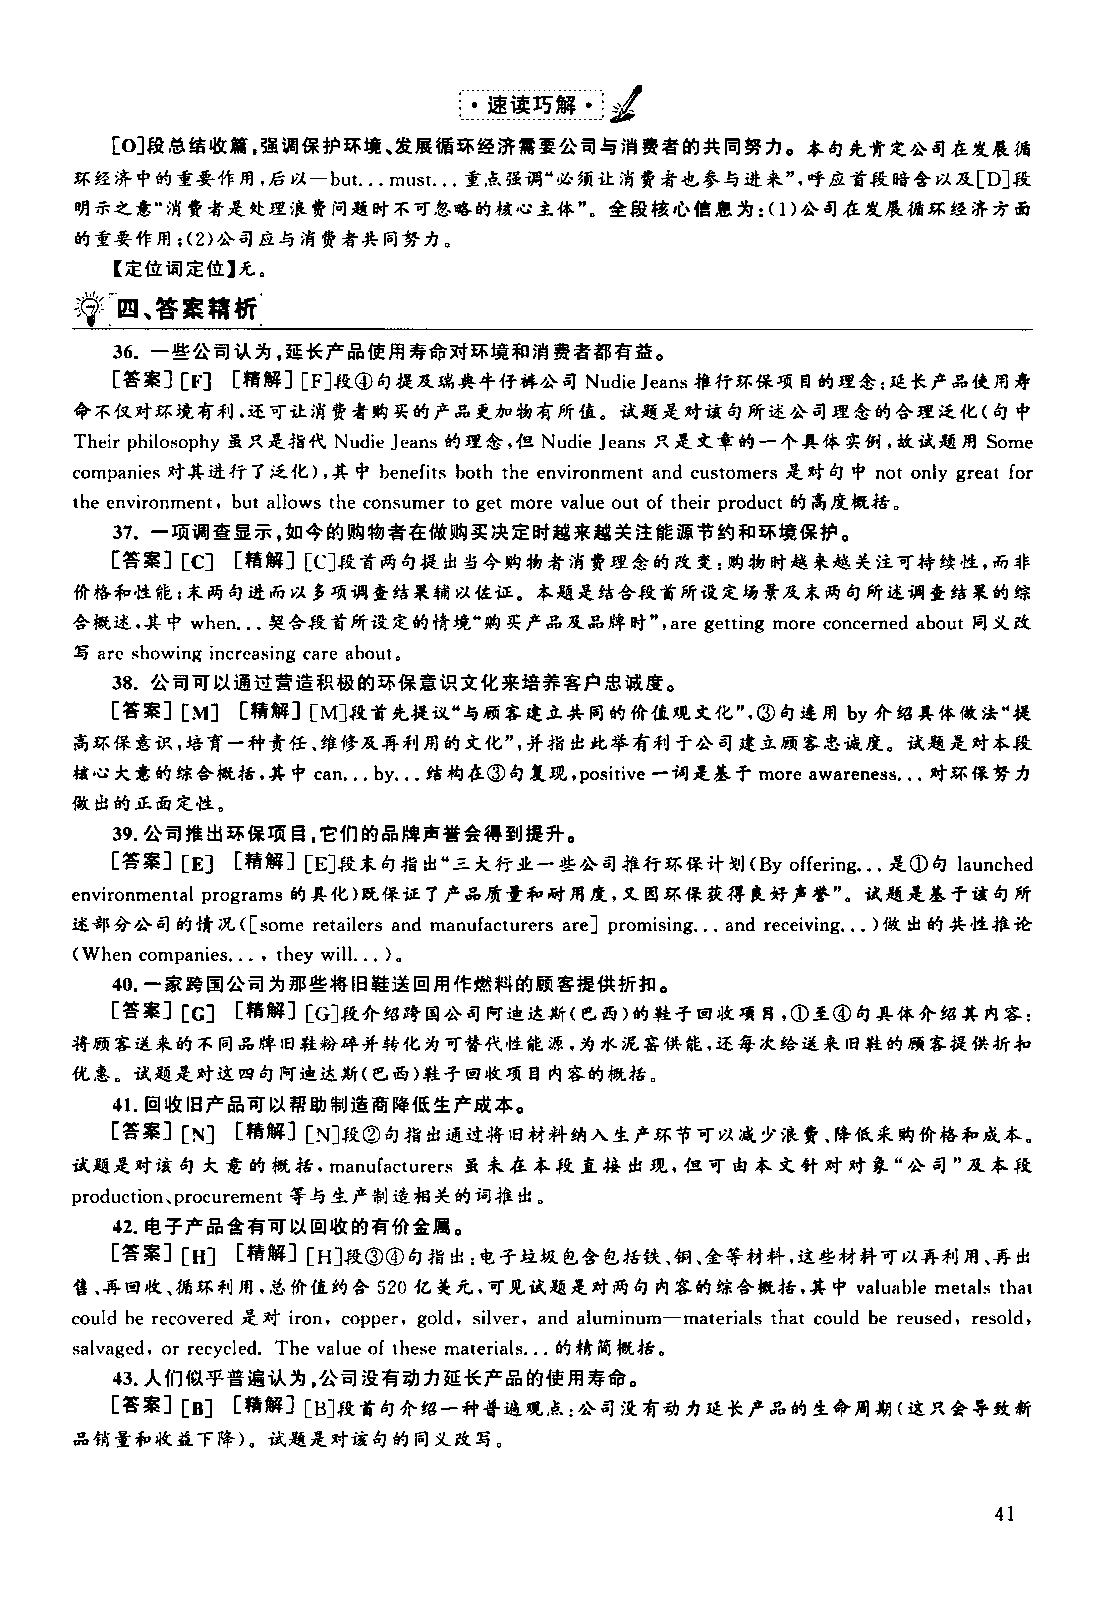 ·速读巧解·
[O]段总结收篇,强调保护环境、发展循环经济需要公司与消费者的共同努力。本句先肯定公司在发展循
环经济中的重要作用,后以一but...must...重点强调“必须让消费者也参与进来”,呼应首段暗含以及[D]段
明示之意“消费者是处理浪费问题时不可忽略的核心主体”。全段核心信息为:(1)公司在发展循环经济方面
的重要作用;(2)公司应与消费者共同努力。
【定位词定位】无。
四、答案精析
36. 一些公司认为,延长产品使用寿命对环境和消费者都有益。
[答案][F] [精解][F]段④句提及瑞典牛仔裤公司 Nudie Jeans 推行环保项目的理念:延长产品使用寿
命不仅对环境有利,还可让消费者购买的产品更加物有所值。试题是对该句所述公司理念的合理泛化(句中
Their philosophy 虽只是指代 Nudie Jeans 的理念,但 Nudie Jeans 只是文章的一个具体实例,故试题用 Some
companies 对其进行了泛化),其中 benefits both the environment and customers 是对句中 not only great for
the environment, but allows the consumer to get more value out of their product 的高度概括。
37. 一项调查显示,如今的购物者在做购买决定时越来越关注能源节约和环境保护。
[答案][C] [精解][C]段首两句提出当今购物者消费理念的改变:购物时越来越关注可持续性,而非
价格和性能;末两句进而以多项调查结果辅以佐证。本题是结合段首所设定场景及末两句所述调查结果的综
合概述,其中 when...契合段首所设定的情境“购买产品及品牌时”,are getting more concerned about 同义改
写 are showing increasing care about。
38. 公司可以通过营造积极的环保意识文化来培养客户忠诚度。
[答案][M] [精解][M]段首先提议“与顾客建立共同的价值观文化”,③句连用 by 介绍具体做法“提
高环保意识,培育一种责任、维修及再利用的文化”,并指出此举有利于公司建立顾客忠诚度。试题是对本段
核心大意的综合概括,其中 can...by...结构在③句复现,positive 一词是基于 more awareness...对环保努力
做出的正面定性。
39.公司推出环保项目,它们的品牌声誉会得到提升。
[答案][E] [精解][E]段末句指出“三大行业一些公司推行环保计划(By offering...是①句 launched
environmental programs 的具化)既保证了产品质量和耐用度,又因环保获得良好声誉”。试题是基于该句所
述部分公司的情况([some retailers and manufacturers are] promising...and receiving...)做出的共性推论
(When companies..., they will...)。
40.一家跨国公司为那些将旧鞋送回用作燃料的顾客提供折扣。
[答案][G] [精解][G]段介绍跨国公司阿迪达斯(巴西)的鞋子回收项目,①至④句具体介绍其内容:
将顾客送来的不同品牌旧鞋粉碎并转化为可替代性能源,为水泥窑供能,还每次给送来旧鞋的顾客提供折扣
优惠。试题是对这四句阿迪达斯(巴西)鞋子回收项目内容的概括。
41.回收旧产品可以帮助制造商降低生产成本。
[答案][N] [精解][N]段②句指出通过将旧材料纳入生产环节可以减少浪费、降低采购价格和成本。
试题是对该句大意的概括,manufacturers 虽未在本段直接出现,但可由本文针对对象“公司”及本段
production、procurement 等与生产制造相关的词推出。
42.电子产品含有可以回收的有价金属。
[答案][H] [精解][H]段③④句指出:电子垃圾包含包括铁、铜、金等材料,这些材料可以再利用、再出
售、再回收、循环利用,总价值约合 520 亿美元,可见试题是对两句内容的综合概括,其中 valuable metals that
could be recovered 是对 iron, copper, gold, silver, and aluminum—materials that could be reused, resold,
salvaged, or recycled. The value of these materials...的精简概括。
43.人们似乎普遍认为,公司没有动力延长产品的使用寿命。
[答案][B] [精解][B]段首句介绍一种普遍观点:公司没有动力延长产品的生命周期(这只会导致新
品销量和收益下降)。试题是对该句的同义改写。
41